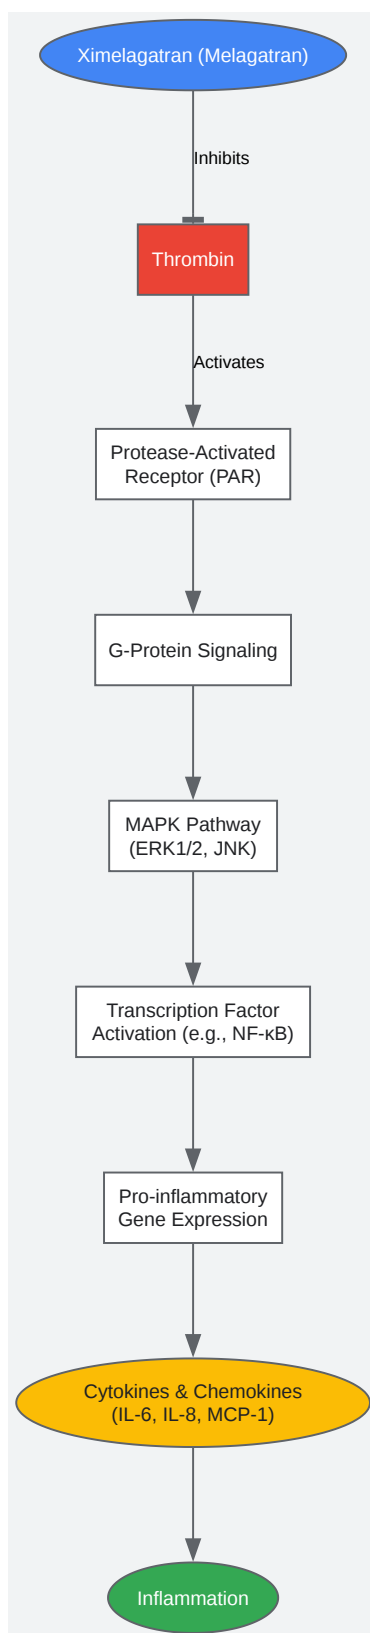 Ximelagatran (Melagatran)
Inhibits
Thrombin
Activates
Protease-Activated
Receptor (PAR)
G-Protein Signaling
MAPK Pathway
(ERK1/2, JNK)
Transcription Factor
Activation (e.g., NF-κB)
Pro-inflammatory
Gene Expression
Cytokines & Chemokines
(IL-6, IL-8, MCP-1)
Inflammation